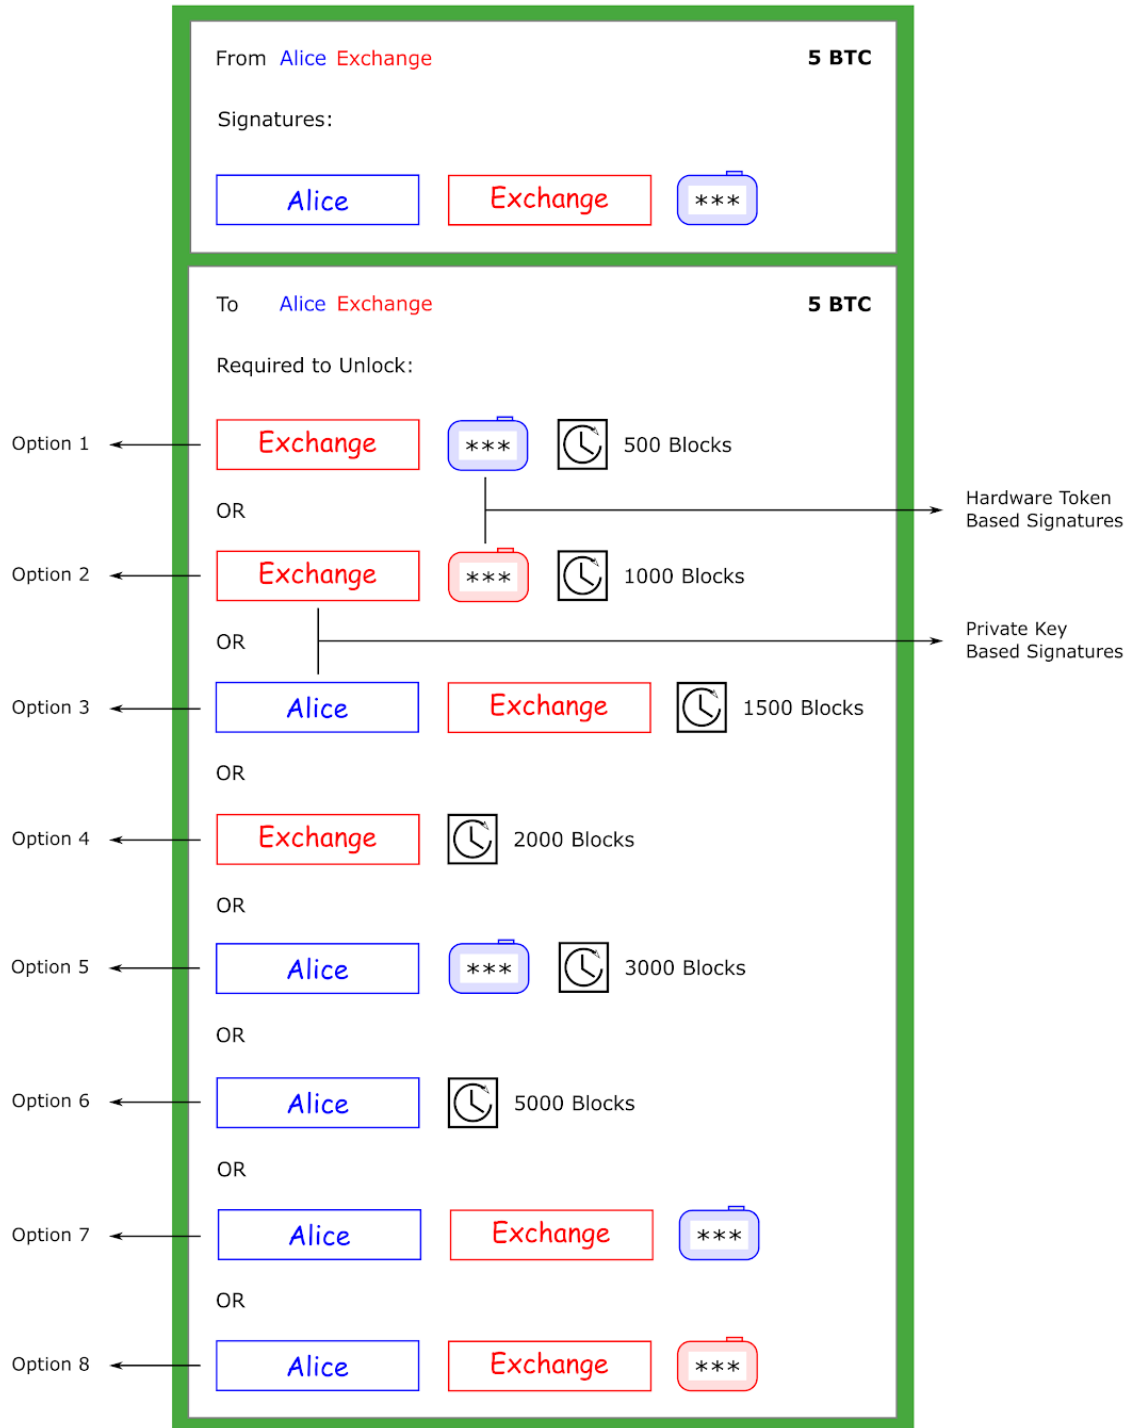 From Alice Exchange 5 BTC
Signatures:
Alice Exchange ***
To Alice Exchange 5 BTC
Required to Unlock:
Option 1 Exchange *** 500 Blocks
OR
Hardware Token
Based Signatures
Option 2 Exchange *** 1000 Blocks
OR
Private Key
Based Signatures
Option 3 Alice Exchange 1500 Blocks
OR
Option 4 Exchange 2000 Blocks
OR
Option 5 Alice *** 3000 Blocks
OR
Option 6 Alice 5000 Blocks
OR
Option 7 Alice Exchange ***
OR
Option 8 Alice Exchange ***